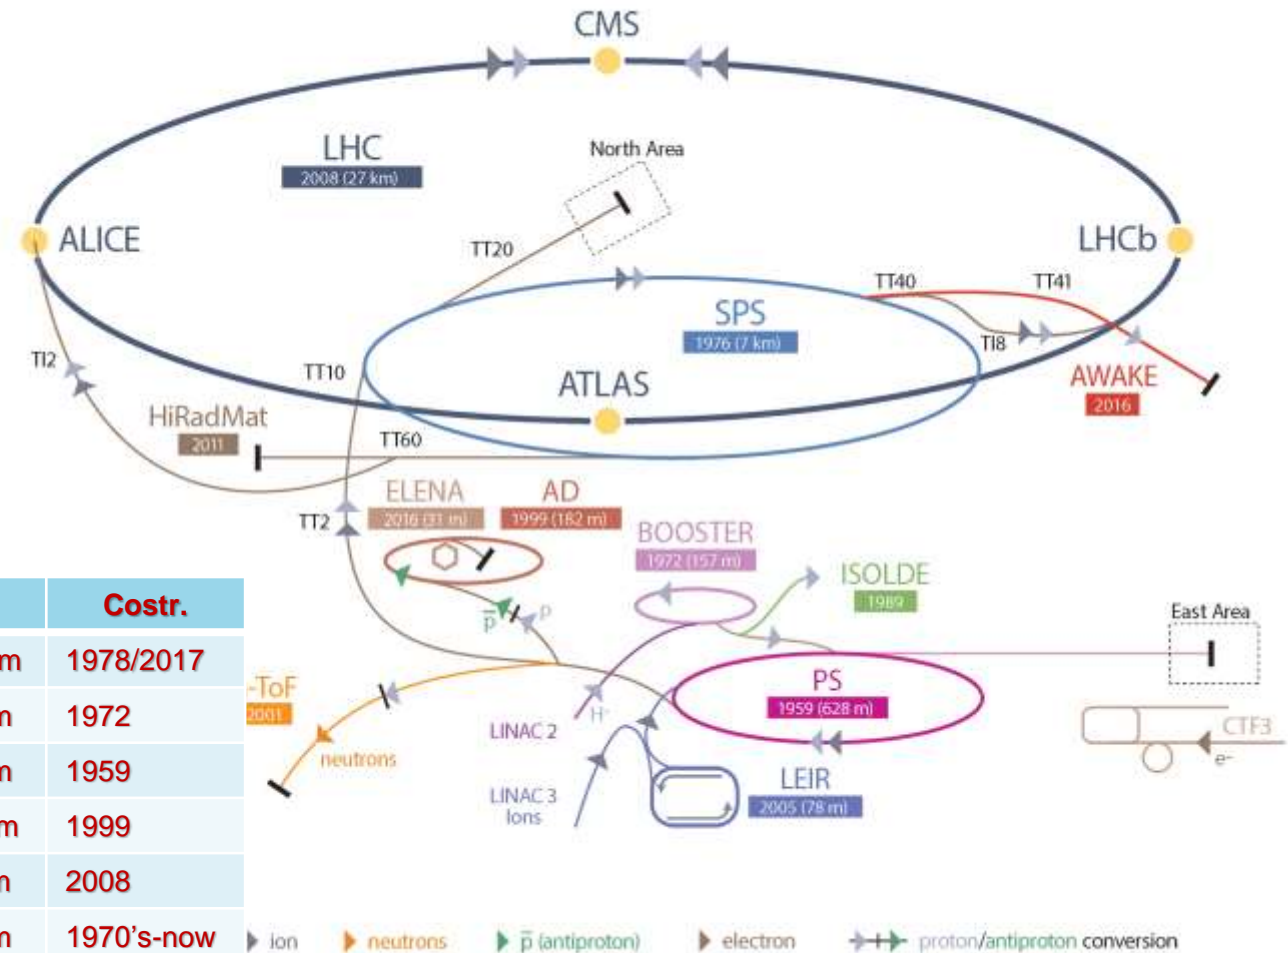 CMS
LHC
2008 (27 km)
North Area
ALICE
TT20
LHCb
TT40
TT41
SPS
1976 (7 km)
TI8
TI2
TT10
ATLAS
AWAKE
2016
HiRadMat
2011
TT60
ELENA
2016 (31 m)
AD
1999 (182 m)
TT2
BOOSTER
1972 (157 m)
ISOLDE
1989
p̅
p
East Area
PS
1959 (628 m)
-ToF
2001
neutrons
LINAC 2
H-
CTF3
e-
LINAC 3
Ions
LEIR
2005 (78 m)
Costr.
m 1978/2017
m 1972
m 1959
m 1999
m 2008
m 1970's-now
ion
neutrons
p̅ (antiproton)
electron
proton/antiproton conversion